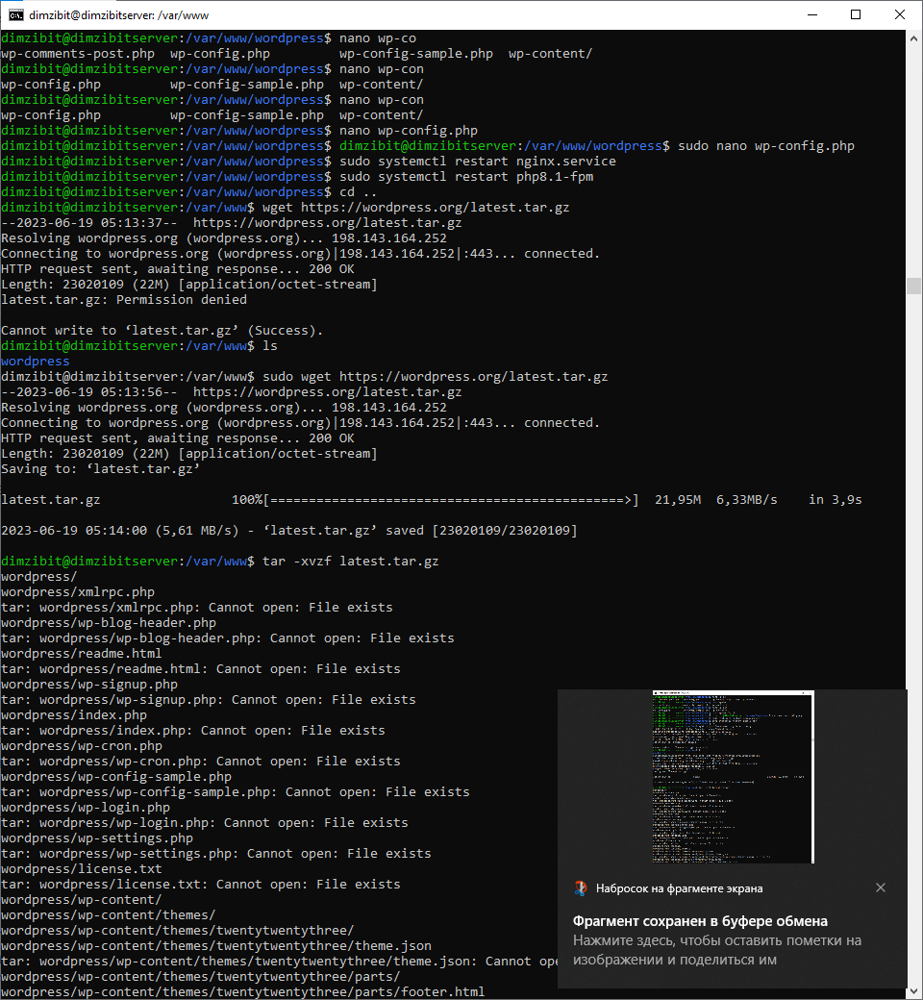 dimzibit@dimzibitserver: /var/www
dimzibit@dimzibitserver:/var/www/wordpress$ nano wp-co
wp-comments-post.php  wp-config.php         wp-config-sample.php  wp-content/
dimzibit@dimzibitserver:/var/www/wordpress$ nano wp-con
wp-config.php         wp-config-sample.php  wp-content/
dimzibit@dimzibitserver:/var/www/wordpress$ nano wp-con
wp-config.php         wp-config-sample.php  wp-content/
dimzibit@dimzibitserver:/var/www/wordpress$ nano wp-config.php
dimzibit@dimzibitserver:/var/www/wordpress$ dimzibit@dimzibitserver:/var/www/wordpress$ sudo nano wp-config.php
dimzibit@dimzibitserver:/var/www/wordpress$ sudo systemctl restart nginx.service
dimzibit@dimzibitserver:/var/www/wordpress$ sudo systemctl restart php8.1-fpm
dimzibit@dimzibitserver:/var/www/wordpress$ cd ..
dimzibit@dimzibitserver:/var/www$ wget https://wordpress.org/latest.tar.gz
--2023-06-19 05:13:37--  https://wordpress.org/latest.tar.gz
Resolving wordpress.org (wordpress.org)... 198.143.164.252
Connecting to wordpress.org (wordpress.org)|198.143.164.252|:443... connected.
HTTP request sent, awaiting response... 200 OK
Length: 23020109 (22M) [application/octet-stream]
latest.tar.gz: Permission denied
Cannot write to ‘latest.tar.gz’ (Success).
dimzibit@dimzibitserver:/var/www$ ls
wordpress
dimzibit@dimzibitserver:/var/www$ sudo wget https://wordpress.org/latest.tar.gz
--2023-06-19 05:13:56--  https://wordpress.org/latest.tar.gz
Resolving wordpress.org (wordpress.org)... 198.143.164.252
Connecting to wordpress.org (wordpress.org)|198.143.164.252|:443... connected.
HTTP request sent, awaiting response... 200 OK
Length: 23020109 (22M) [application/octet-stream]
Saving to: ‘latest.tar.gz’
latest.tar.gz                 100%[==============================================>]  21,95M  6,33MB/s    in 3,9s
2023-06-19 05:14:00 (5,61 MB/s) - ‘latest.tar.gz’ saved [23020109/23020109]
dimzibit@dimzibitserver:/var/www$ tar -xvzf latest.tar.gz
wordpress/
wordpress/xmlrpc.php
tar: wordpress/xmlrpc.php: Cannot open: File exists
wordpress/wp-blog-header.php
tar: wordpress/wp-blog-header.php: Cannot open: File exists
wordpress/readme.html
tar: wordpress/readme.html: Cannot open: File exists
wordpress/wp-signup.php
tar: wordpress/wp-signup.php: Cannot open: File exists
wordpress/index.php
tar: wordpress/index.php: Cannot open: File exists
wordpress/wp-cron.php
tar: wordpress/wp-cron.php: Cannot open: File exists
wordpress/wp-config-sample.php
tar: wordpress/wp-config-sample.php: Cannot open: File exists
wordpress/wp-login.php
tar: wordpress/wp-login.php: Cannot open: File exists
wordpress/wp-settings.php
tar: wordpress/wp-settings.php: Cannot open: File exists
wordpress/license.txt
tar: wordpress/license.txt: Cannot open: File exists
wordpress/wp-content/
wordpress/wp-content/themes/
wordpress/wp-content/themes/twentytwentythree/
wordpress/wp-content/themes/twentytwentythree/theme.json
tar: wordpress/wp-content/themes/twentytwentythree/theme.json: Cannot ope
wordpress/wp-content/themes/twentytwentythree/parts/
wordpress/wp-content/themes/twentytwentythree/parts/footer.html
Набросок на фрагменте экрана
Фрагмент сохранен в буфере обмена
Нажмите здесь, чтобы оставить пометки на
изображении и поделиться им